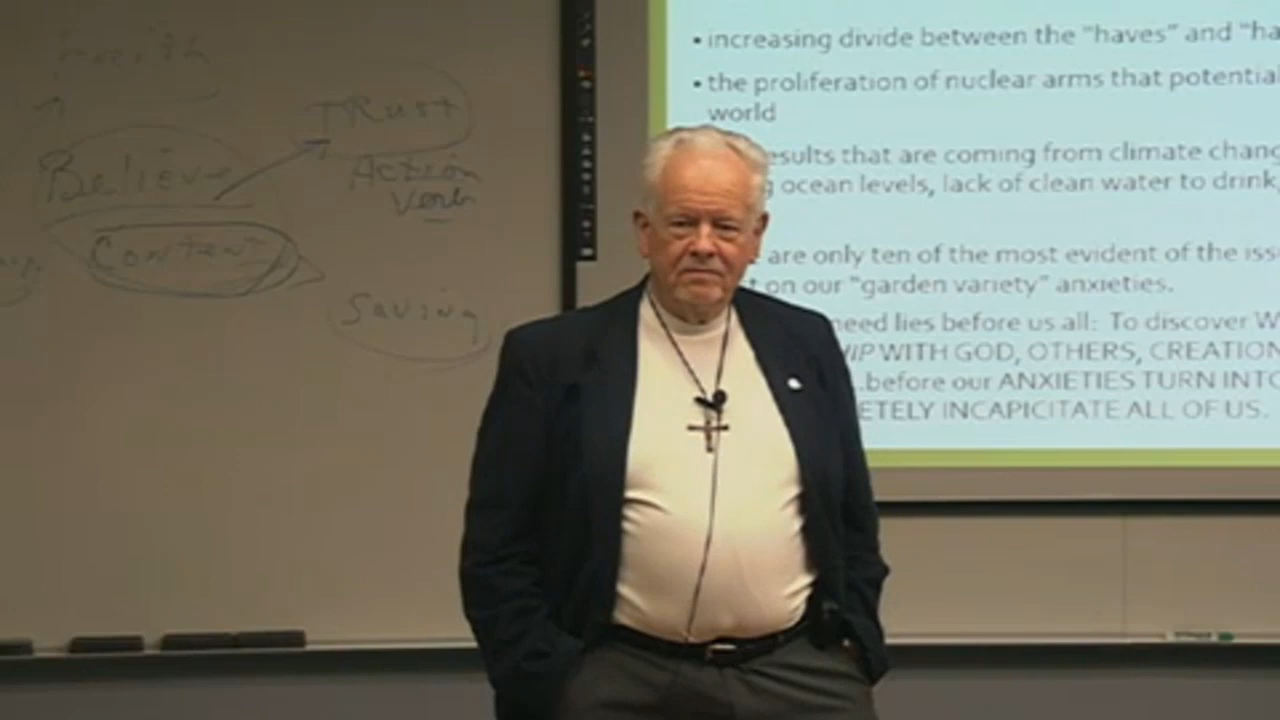 Faith
Believe
TRust
Action
Verb
Content
Saving
• increasing divide between the "haves" and "ha
• the proliferation of nuclear arms that potential
world
esults that are coming from climate chang
g ocean levels, lack of clean water to drink,
are only ten of the most evident of the iss
t on our "garden variety" anxieties.
need lies before us all: To discover W
IP WITH GOD, OTHERS, CREATION
..before our ANXIETIES TURN INTO
ETELY INCAPICITATE ALL OF US.